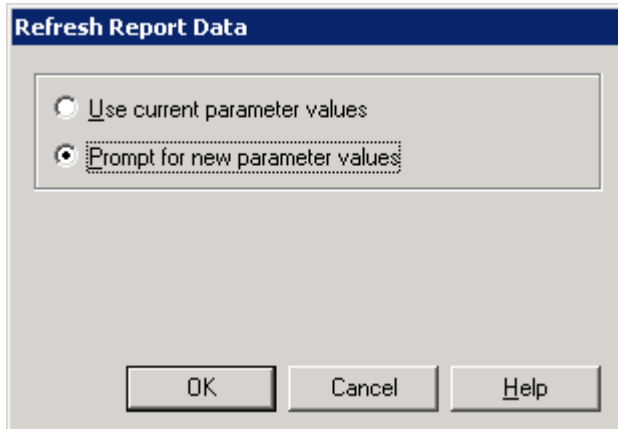 Refresh Report Data
Use current parameter values
Prompt for new parameter values
OK Cancel Help